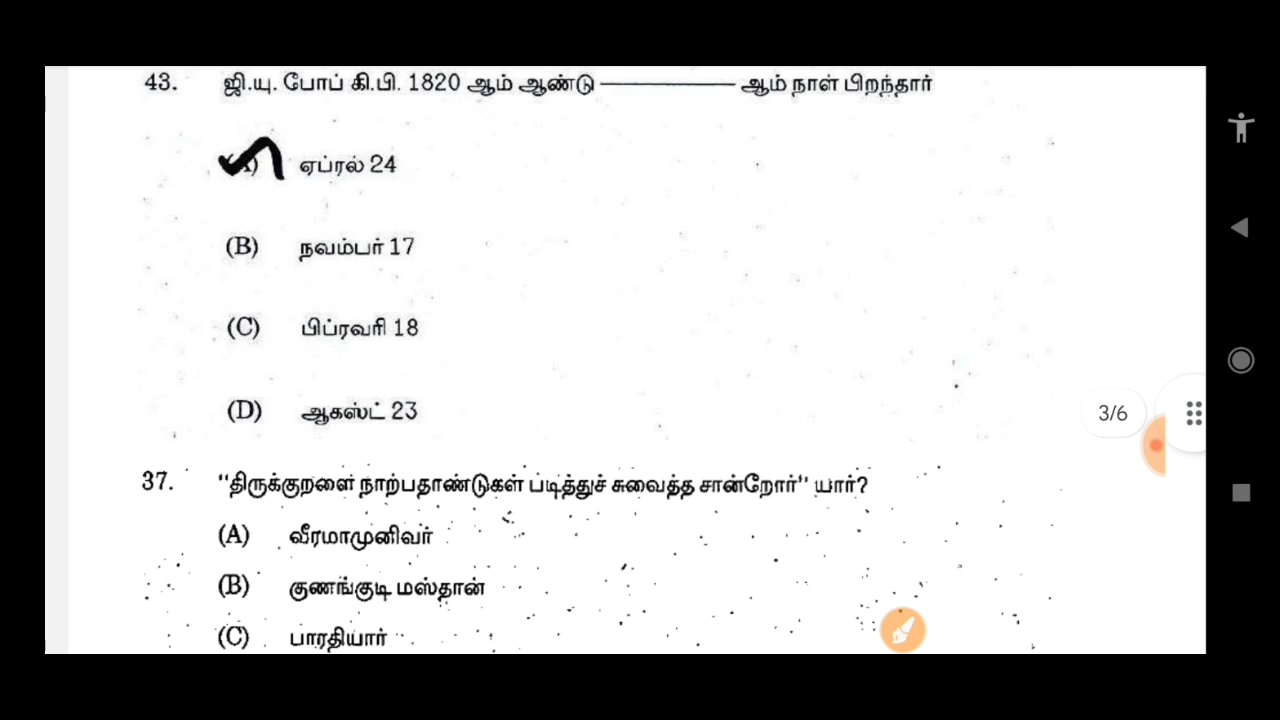 43. ஜி.யு. போப் கி.பி. 1820 ஆம் ஆண்டு ———— ஆம் நாள் பிறந்தார்
(A) ஏப்ரல் 24
(B) நவம்பர் 17
(C) பிப்ரவரி 18
(D) ஆகஸ்ட் 23
3/6
37. "திருக்குறளை நாற்பதாண்டுகள் படித்துச் சுவைத்த சான்றோர்" யார்?
(A) வீரமாமுனிவர்
(B) குணங்குடி மஸ்தான்
(C) பாரதியார்